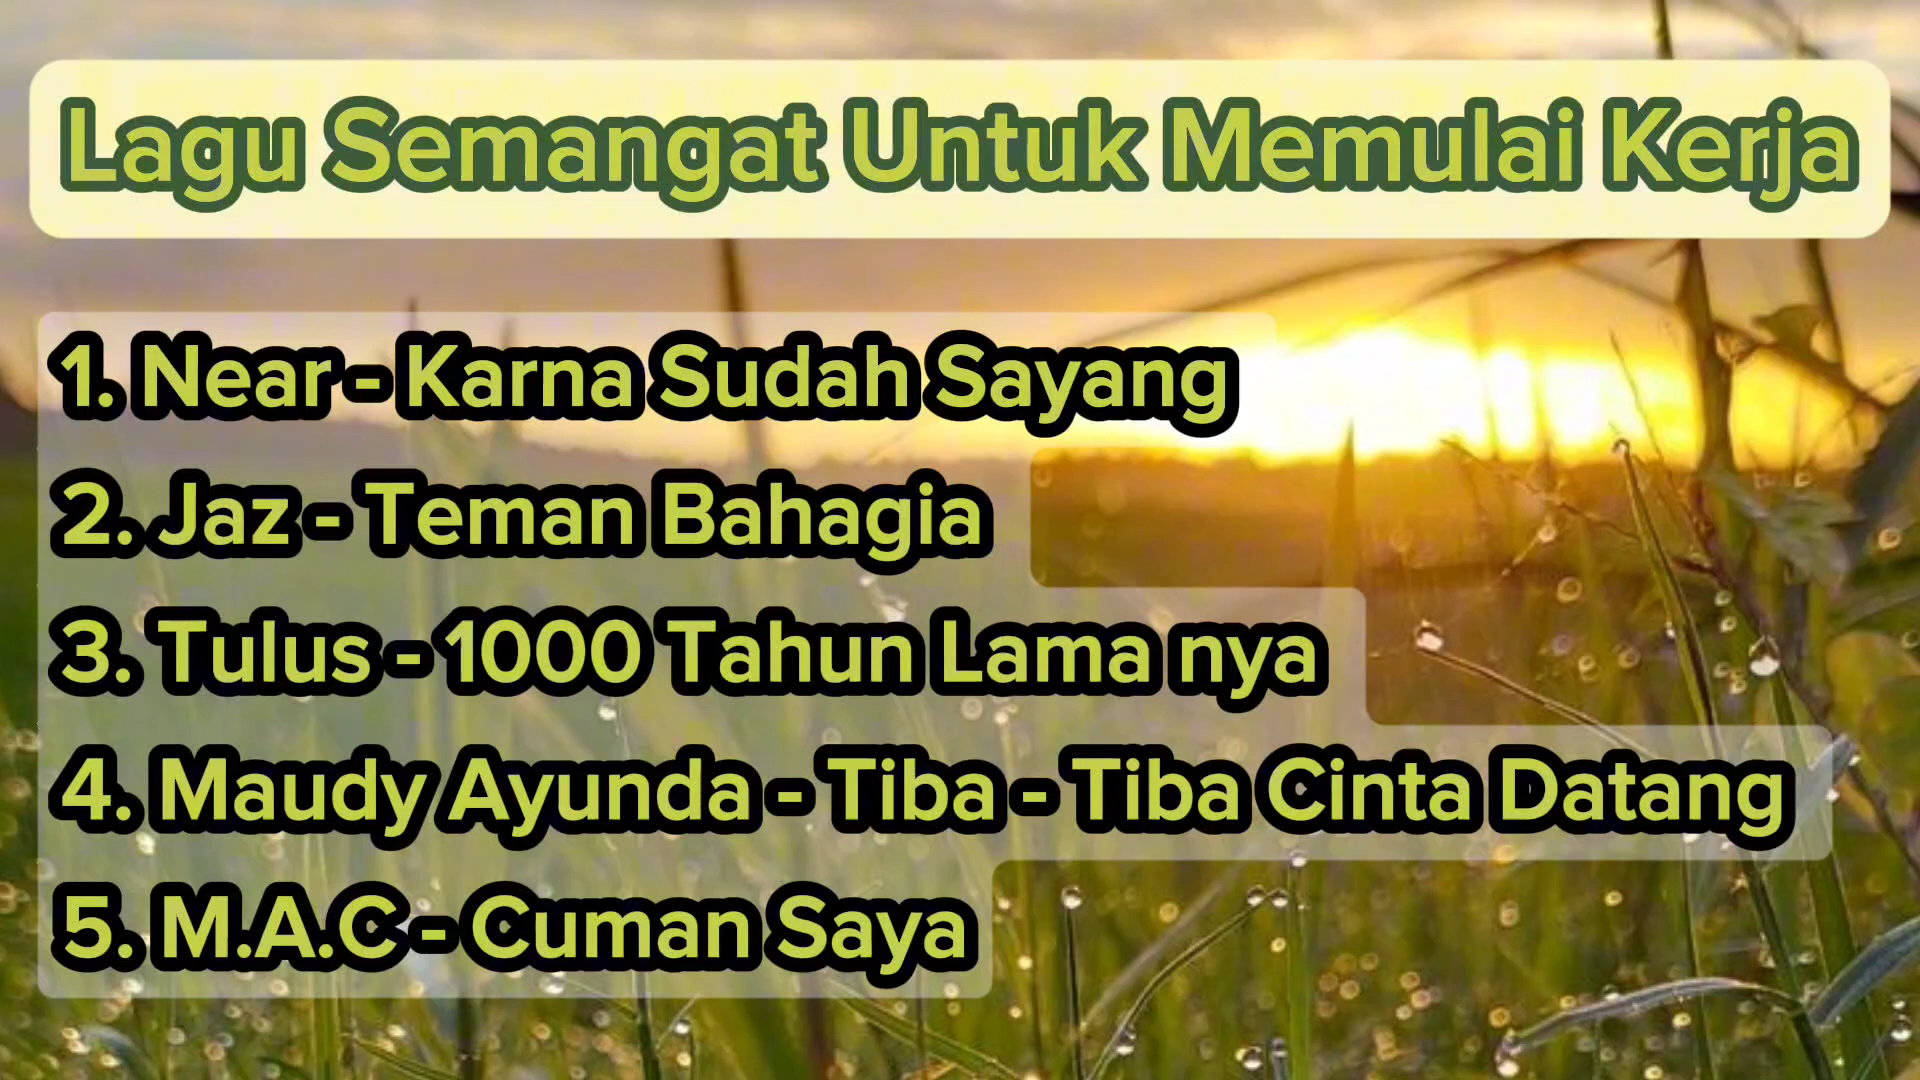 Lagu Semangat Untuk Memulai Kerja
1. Near - Karna Sudah Sayang
2. Jaz - Teman Bahagia
3. Tulus - 1000 Tahun Lama nya
4. Maudy Ayunda - Tiba - Tiba Cinta Datang
5. M.A.C - Cuman Saya